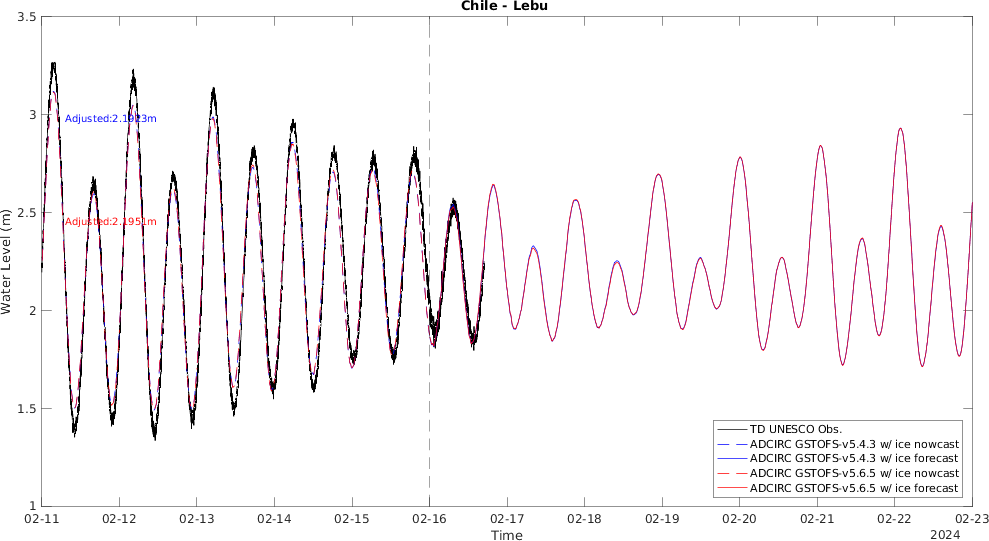 Chile - Lebu
3.5
3
2.5
2
1.5
1
Water Level (m)
Adjusted:2.1923m
Adjusted:2.1951m
TD UNESCO Obs.
ADCIRC GSTOFS-v5.4.3 w/ ice nowcast
ADCIRC GSTOFS-v5.4.3 w/ ice forecast
ADCIRC GSTOFS-v5.6.5 w/ ice nowcast
ADCIRC GSTOFS-v5.6.5 w/ ice forecast
02-11 02-12 02-13 02-14 02-15 02-16 02-17 02-18 02-19 02-20 02-21 02-22 02-23
Time
2024